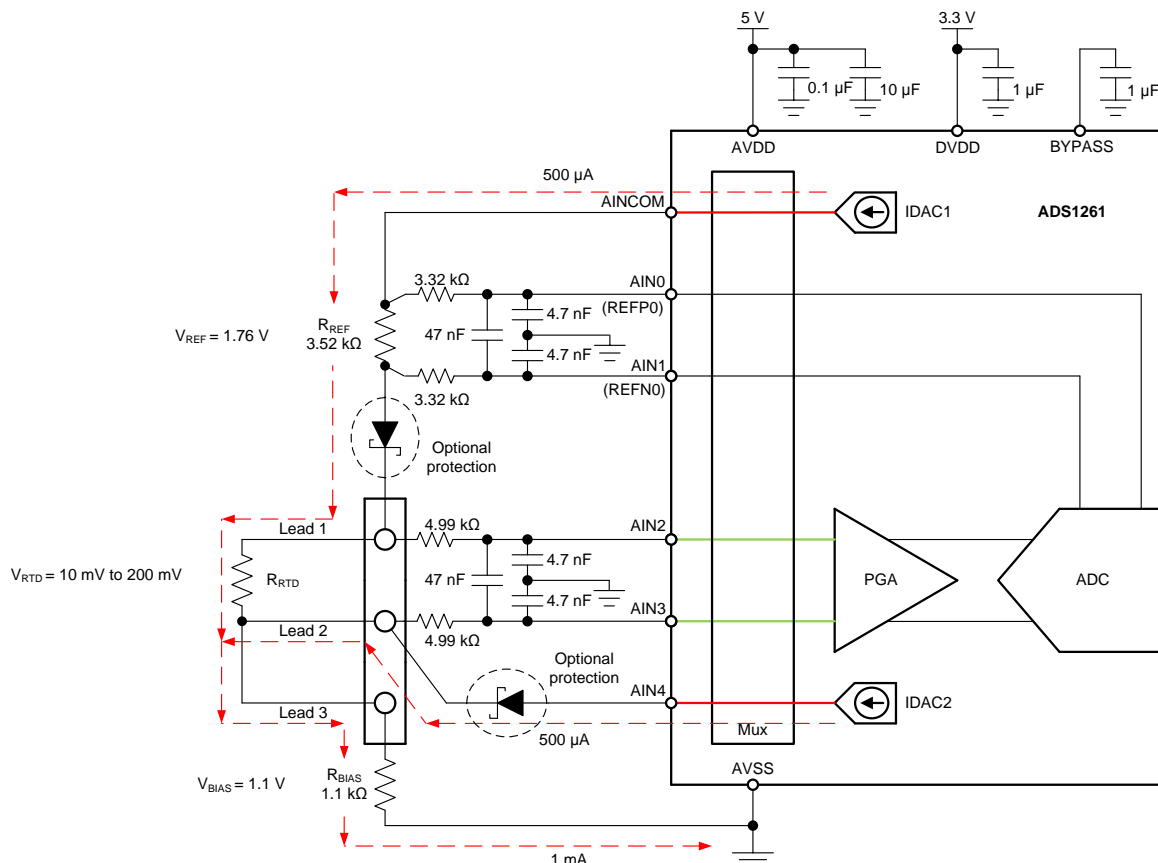 5 V
3.3 V
0.1 µF
10 µF
1 µF
1 µF
AVDD
DVDD
BYPASS
500 µA
AINCOM
IDAC1
ADS1261
3.32 kΩ
AIN0
(REFP0)
VREF = 1.76 V
RREF
3.52 kΩ
47 nF
4.7 nF
4.7 nF
AIN1
(REFN0)
3.32 kΩ
Optional
protection
Lead 1
4.99 kΩ
AIN2
VRTD = 10 mV to 200 mV
RRTD
47 nF
4.7 nF
4.7 nF
PGA
ADC
Lead 2
4.99 kΩ
AIN3
Optional
protection
AIN4
IDAC2
Lead 3
500 µA
Mux
VBIAS = 1.1 V
RBIAS
1.1 kΩ
AVSS
1 mA